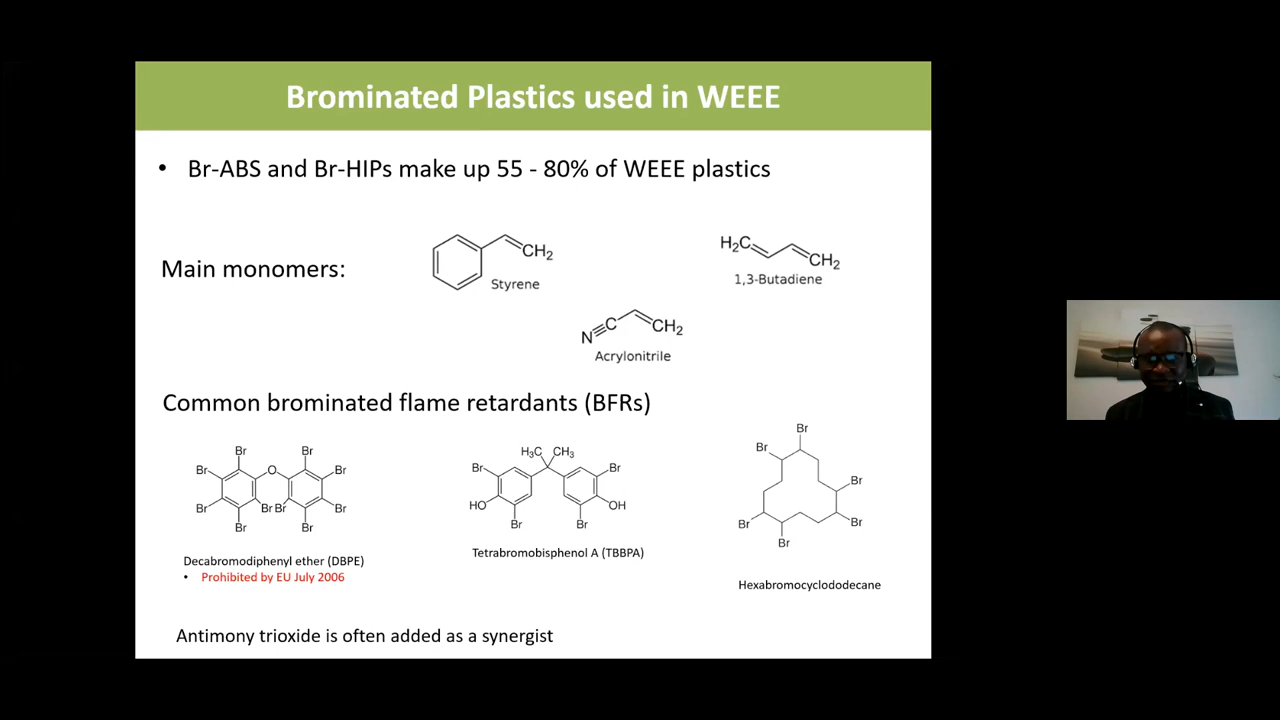 Brominated Plastics used in WEEE
• Br-ABS and Br-HIPs make up 55 - 80% of WEEE plastics
Main monomers:
CH2
Styrene
H2C
CH2
1,3-Butadiene
N
C
CH2
Acrylonitrile
Common brominated flame retardants (BFRs)
Br Br
Br O Br
Br Br Br Br
Br Br
Decabromodiphenyl ether (DBPE)
• Prohibited by EU July 2006
H3C CH3
Br Br
HO OH
Br Br
Tetrabromobisphenol A (TBBPA)
Br
Br
Br
Br Br
Br
Hexabromocyclododecane
Antimony trioxide is often added as a synergist